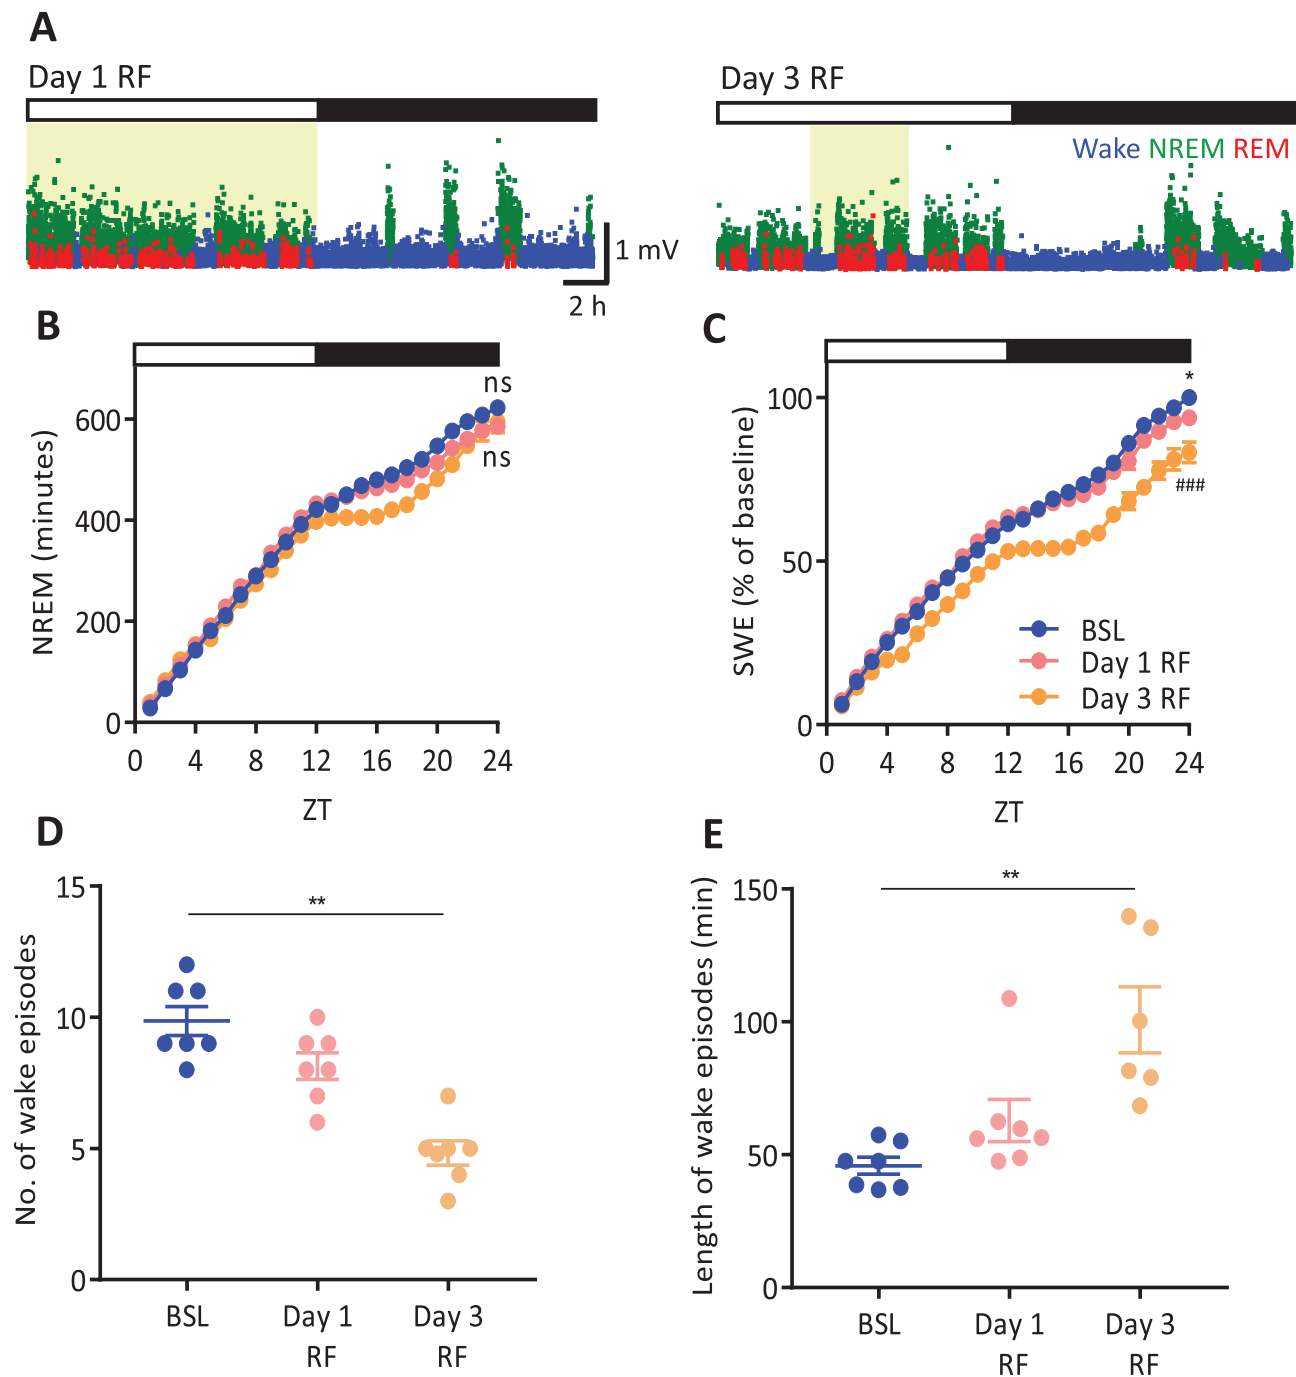 A
Day 1 RF
Day 3 RF
Wake NREM REM
1 mV
2 h
B
NREM (minutes)
600
400
200
0
ns
ns
0 4 8 12 16 20 24
ZT
C
SWE (% of baseline)
100
50
0
*
###
BSL
Day 1 RF
Day 3 RF
0 4 8 12 16 20 24
ZT
D
No. of wake episodes
15
10
5
0
**
BSL
Day 1
RF
Day 3
RF
E
Length of wake episodes (min)
150
100
50
0
**
BSL
Day 1
RF
Day 3
RF